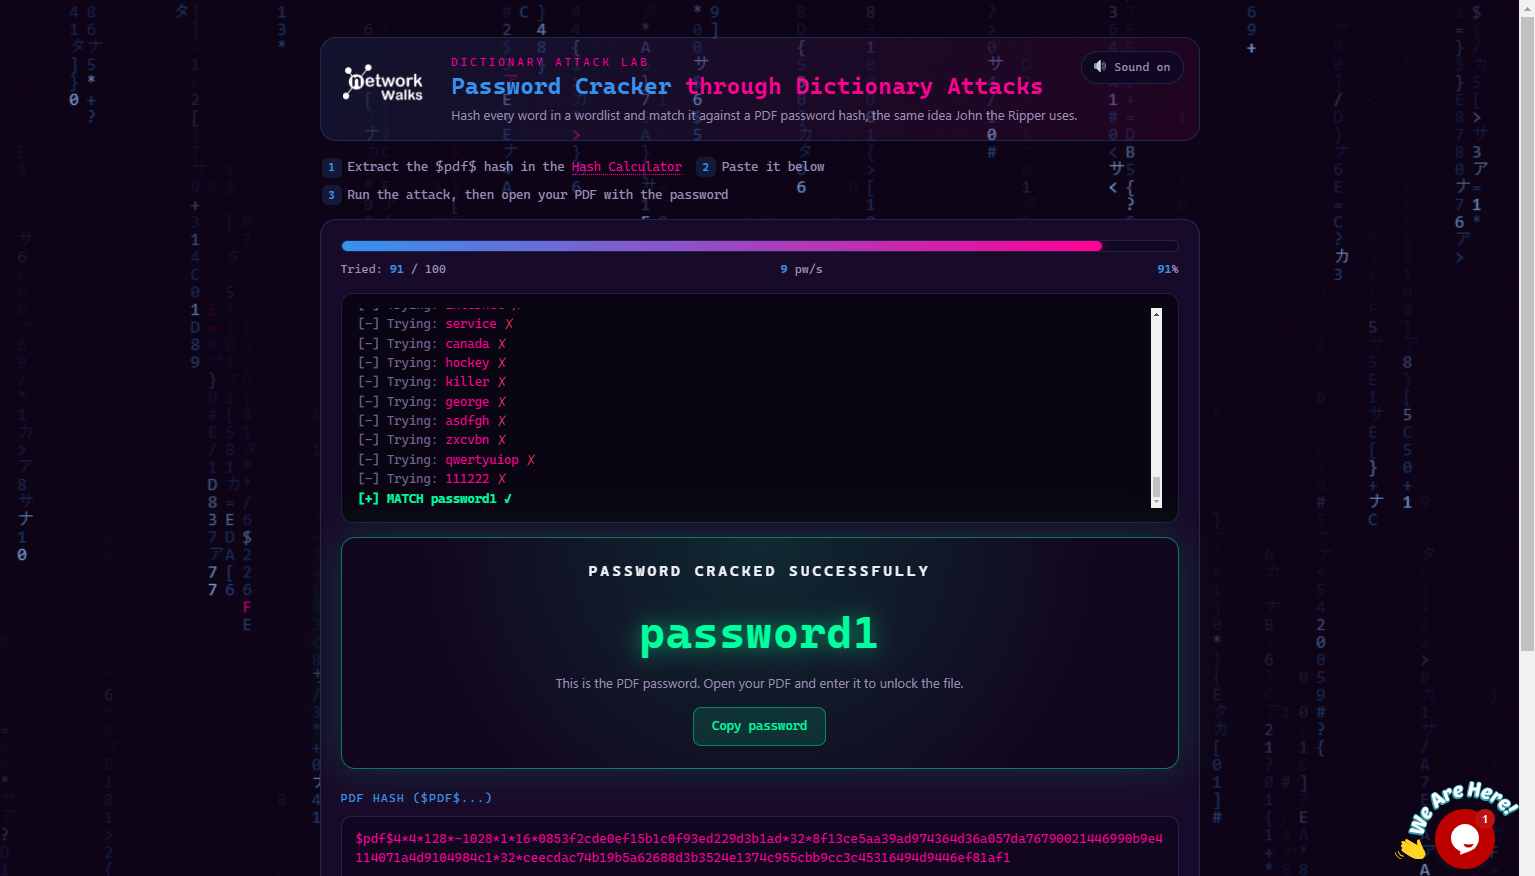 DICTIONARY ATTACK LAB
network
Walks
Password Cracker through Dictionary Attacks
Sound on
Hash every word in a wordlist and match it against a PDF password hash, the same idea John the Ripper uses.
1 Extract the $pdf$ hash in the Hash Calculator 2 Paste it below
3 Run the attack, then open your PDF with the password
Tried: 91 / 100 9 pw/s 91%
[-] Trying: service ✗
[-] Trying: canada ✗
[-] Trying: hockey ✗
[-] Trying: killer ✗
[-] Trying: george ✗
[-] Trying: asdfgh ✗
[-] Trying: zxcvbn ✗
[-] Trying: qwertyuiop ✗
[-] Trying: 111222 ✗
[+] MATCH password1 ✓
PASSWORD CRACKED SUCCESSFULLY
password1
This is the PDF password. Open your PDF and enter it to unlock the file.
Copy password
PDF HASH ($PDF$...)
$pdf$4*4*128*-1028*1*16*0853f2cde0ef15b1c0f93ed229d3b1ad*32*8f13ce5aa39ad974364d36a057da76790021446990b9e4
114071a4d9104984c1*32*ceecdac74b19b5a62688d3b3524e1374c955cbb9cc3c45316494d9446ef81af1
We Are Here!
1